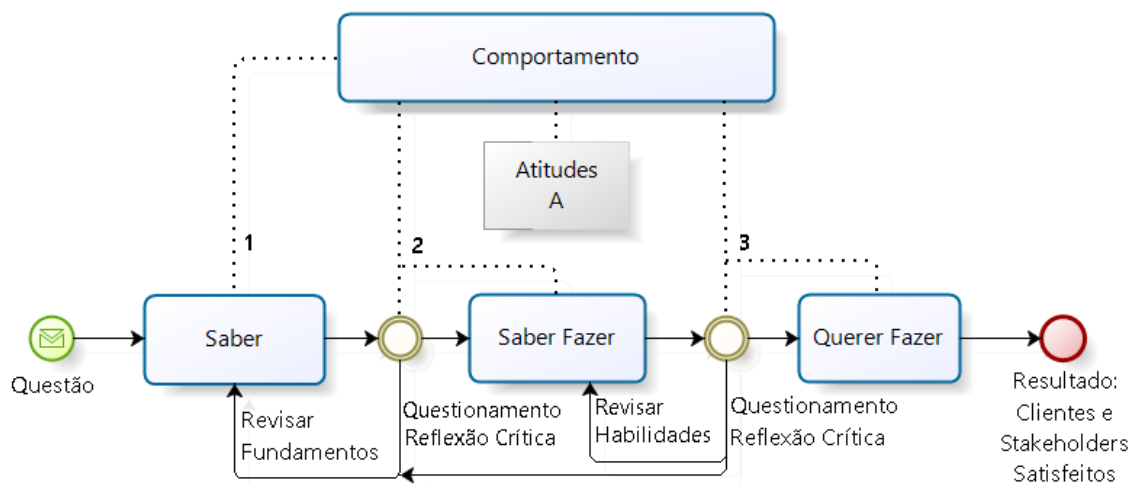 Comportamento
Atitudes
A
1
2
3
Saber
Saber Fazer
Querer Fazer
Questão
Revisar
Fundamentos
Questionamento
Reflexão Crítica
Revisar
Habilidades
Questionamento
Reflexão Crítica
Resultado:
Clientes e
Stakeholders
Satisfeitos